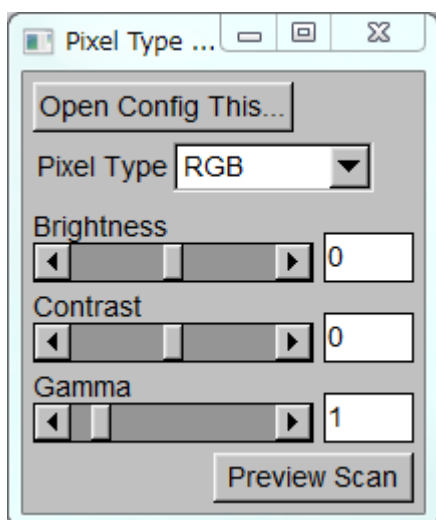 Pixel Type ...
Open Config This...
Pixel Type RGB
Brightness
0
Contrast
0
Gamma
1
Preview Scan